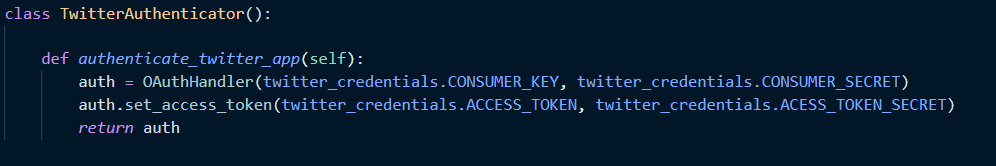 class TwitterAuthenticator():
def authenticate_twitter_app(self):
auth = OAuthHandler(twitter_credentials.CONSUMER_KEY, twitter_credentials.CONSUMER_SECRET)
auth.set_access_token(twitter_credentials.ACCESS_TOKEN, twitter_credentials.ACESS_TOKEN_SECRET)
return auth